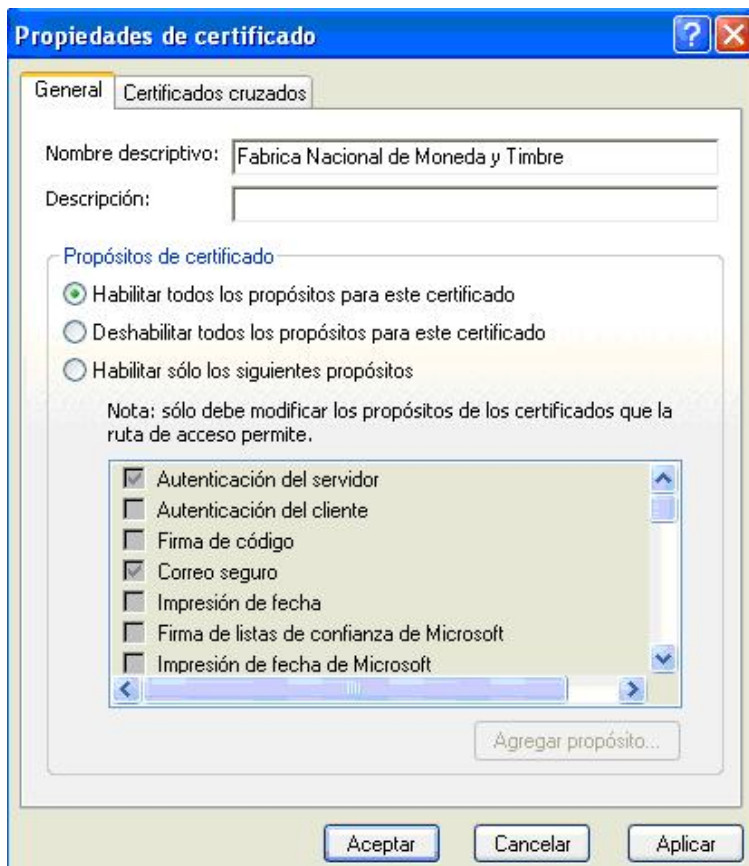 Propiedades de certificado
General Certificados cruzados
Nombre descriptivo: Fabrica Nacional de Moneda y Timbre
Descripción:
Propósitos de certificado
Habilitar todos los propósitos para este certificado
Deshabilitar todos los propósitos para este certificado
Habilitar sólo los siguientes propósitos
Nota: sólo debe modificar los propósitos de los certificados que la
ruta de acceso permite.
Autenticación del servidor
Autenticación del cliente
Firma de código
Correo seguro
Impresión de fecha
Firma de listas de confianza de Microsoft
Impresión de fecha de Microsoft
Agregar propósito...
Aceptar Cancelar Aplicar